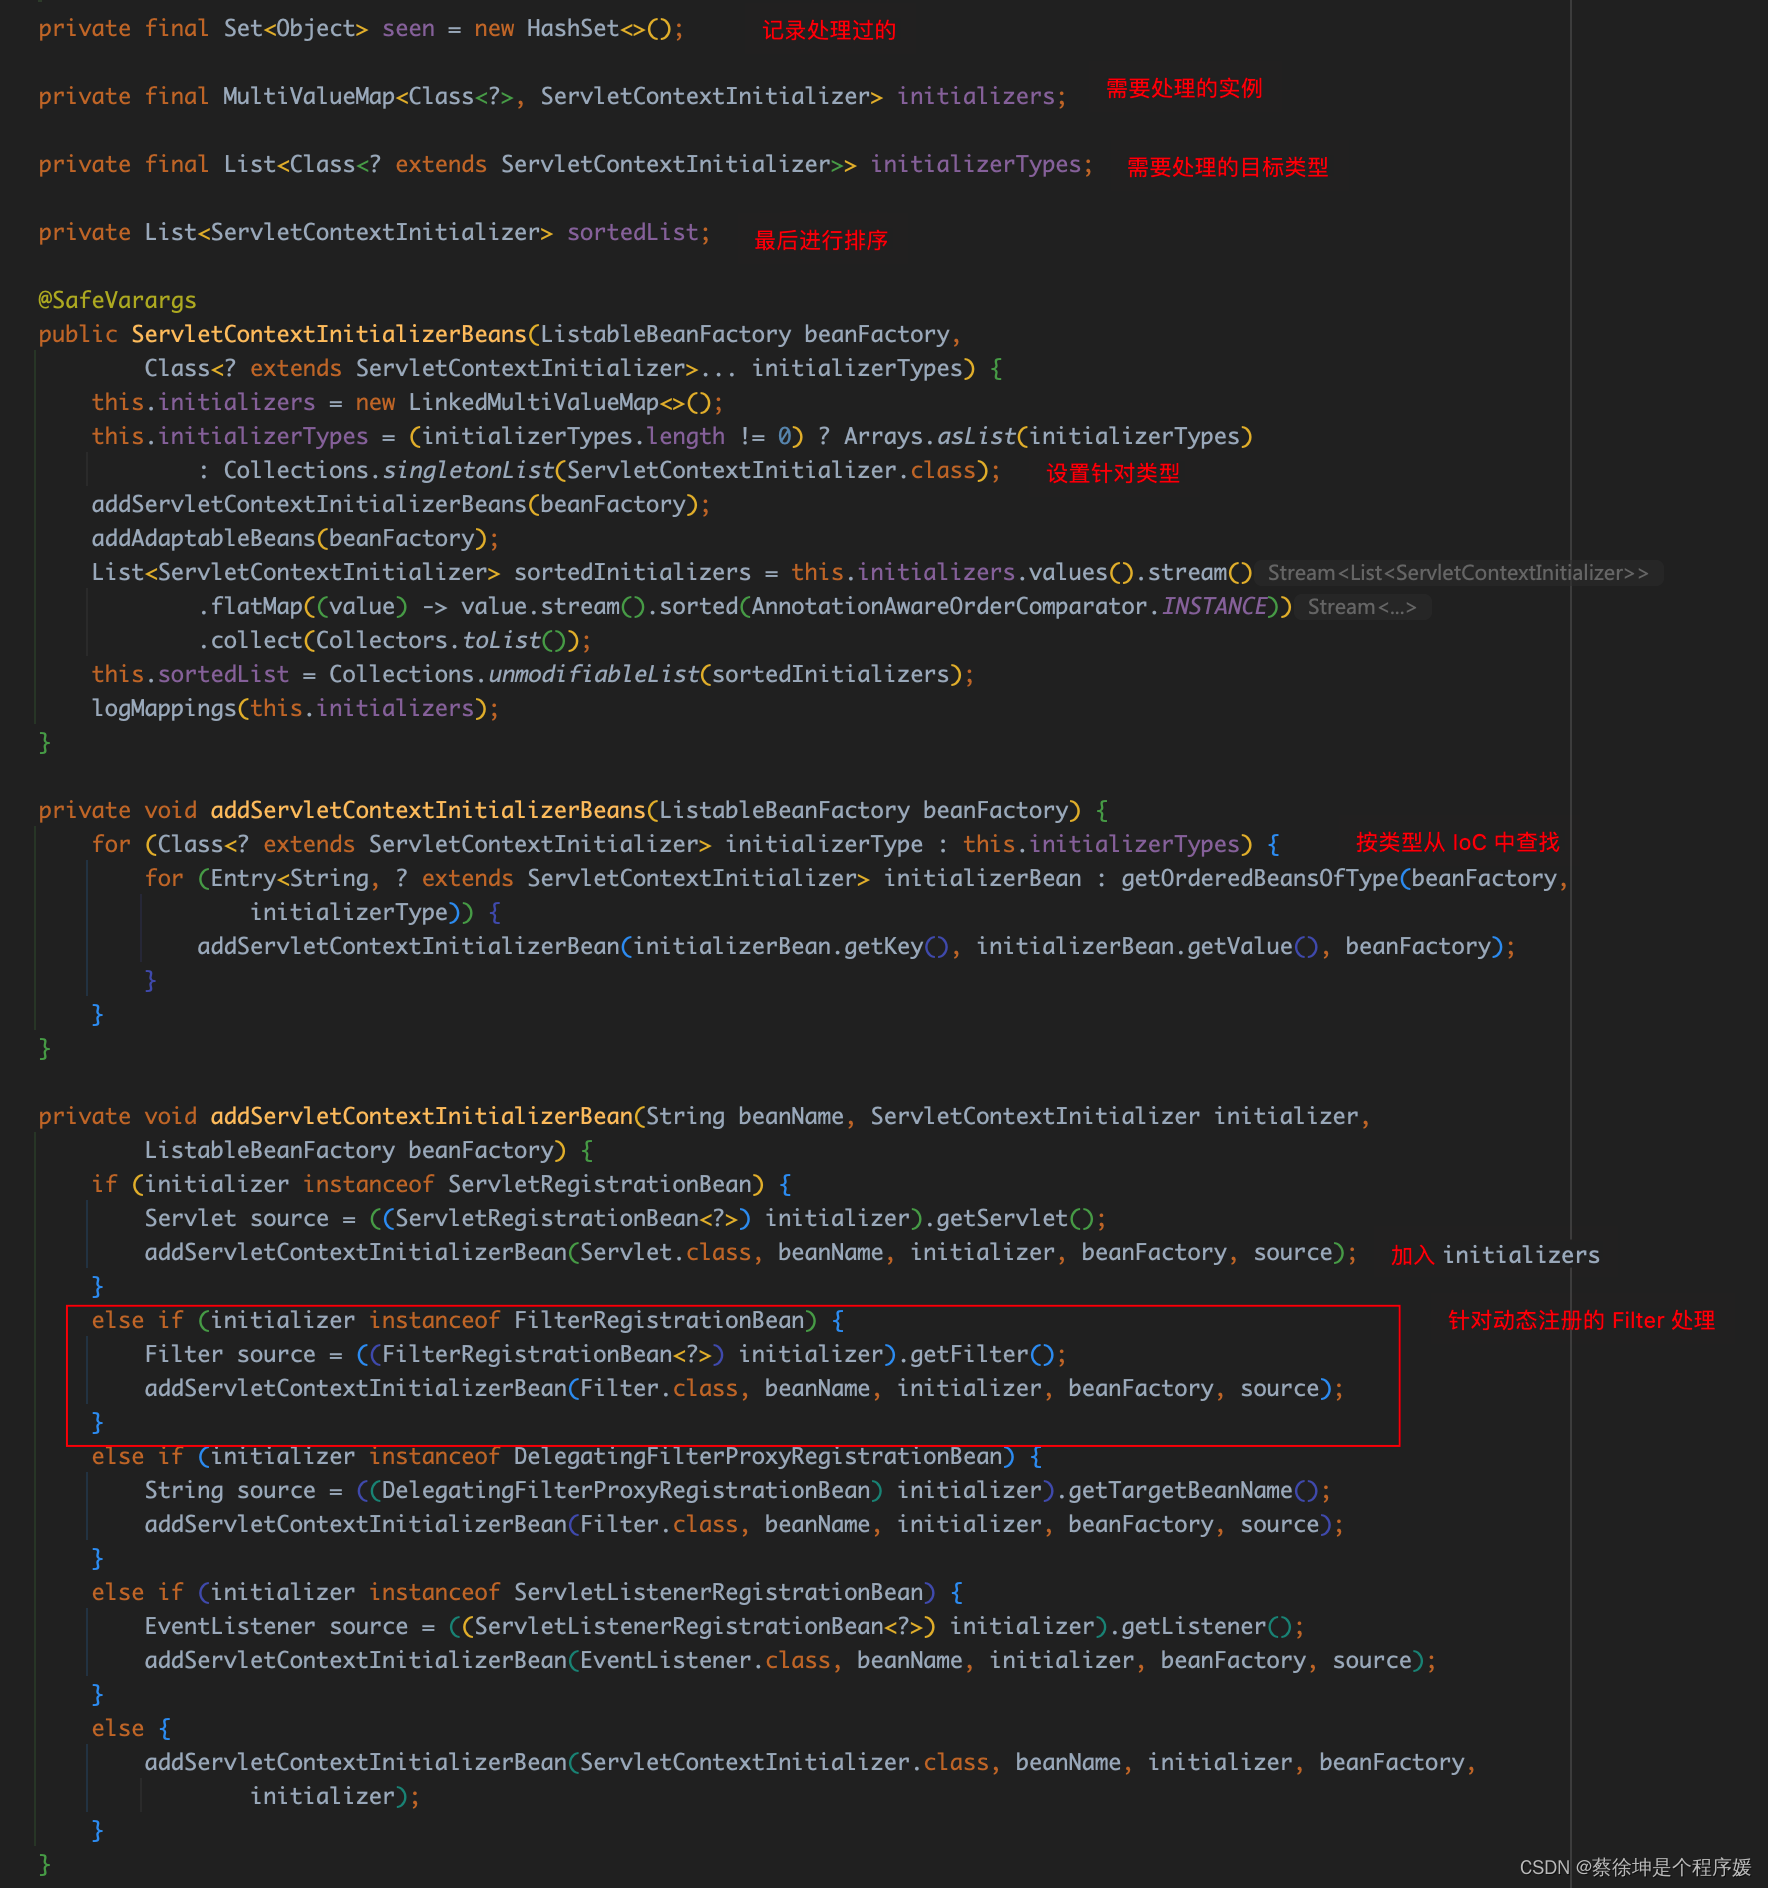 private final Set<Object> seen = new HashSet<>(); 记录处理过的
private final MultiValueMap<Class<?>, ServletContextInitializer> initializers; 需要处理的实例
private final List<Class<? extends ServletContextInitializer>> initializerTypes; 需要处理的目标类型
private List<ServletContextInitializer> sortedList; 最后进行排序
@SafeVarargs
public ServletContextInitializerBeans(ListableBeanFactory beanFactory,
Class<? extends ServletContextInitializer>... initializerTypes) {
this.initializers = new LinkedMultiValueMap<>();
this.initializerTypes = (initializerTypes.length != 0) ? Arrays.asList(initializerTypes)
: Collections.singletonList(ServletContextInitializer.class); 设置针对类型
addServletContextInitializerBeans(beanFactory);
addAdaptableBeans(beanFactory);
List<ServletContextInitializer> sortedInitializers = this.initializers.values().stream() Stream<List<ServletContextInitializer>>
.flatMap((value) -> value.stream().sorted(AnnotationAwareOrderComparator.INSTANCE)) Stream<...>
.collect(Collectors.toList());
this.sortedList = Collections.unmodifiableList(sortedInitializers);
logMappings(this.initializers);
}
private void addServletContextInitializerBeans(ListableBeanFactory beanFactory) {
for (Class<? extends ServletContextInitializer> initializerType : this.initializerTypes) { 按类型从 IoC 中查找
for (Entry<String, ? extends ServletContextInitializer> initializerBean : getOrderedBeansOfType(beanFactory,
initializerType)) {
addServletContextInitializerBean(initializerBean.getKey(), initializerBean.getValue(), beanFactory);
}
}
}
private void addServletContextInitializerBean(String beanName, ServletContextInitializer initializer,
ListableBeanFactory beanFactory) {
if (initializer instanceof ServletRegistrationBean) {
Servlet source = ((ServletRegistrationBean<?>) initializer).getServlet();
addServletContextInitializerBean(Servlet.class, beanName, initializer, beanFactory, source); 加入 initializers
}
else if (initializer instanceof FilterRegistrationBean) { 针对动态注册的 Filter 处理
Filter source = ((FilterRegistrationBean<?>) initializer).getFilter();
addServletContextInitializerBean(Filter.class, beanName, initializer, beanFactory, source);
}
else if (initializer instanceof DelegatingFilterProxyRegistrationBean) {
String source = ((DelegatingFilterProxyRegistrationBean) initializer).getTargetBeanName();
addServletContextInitializerBean(Filter.class, beanName, initializer, beanFactory, source);
}
else if (initializer instanceof ServletListenerRegistrationBean) {
EventListener source = ((ServletListenerRegistrationBean<?>) initializer).getListener();
addServletContextInitializerBean(EventListener.class, beanName, initializer, beanFactory, source);
}
else {
addServletContextInitializerBean(ServletContextInitializer.class, beanName, initializer, beanFactory,
initializer);
}
}
CSDN @蔡徐坤是个程序媛